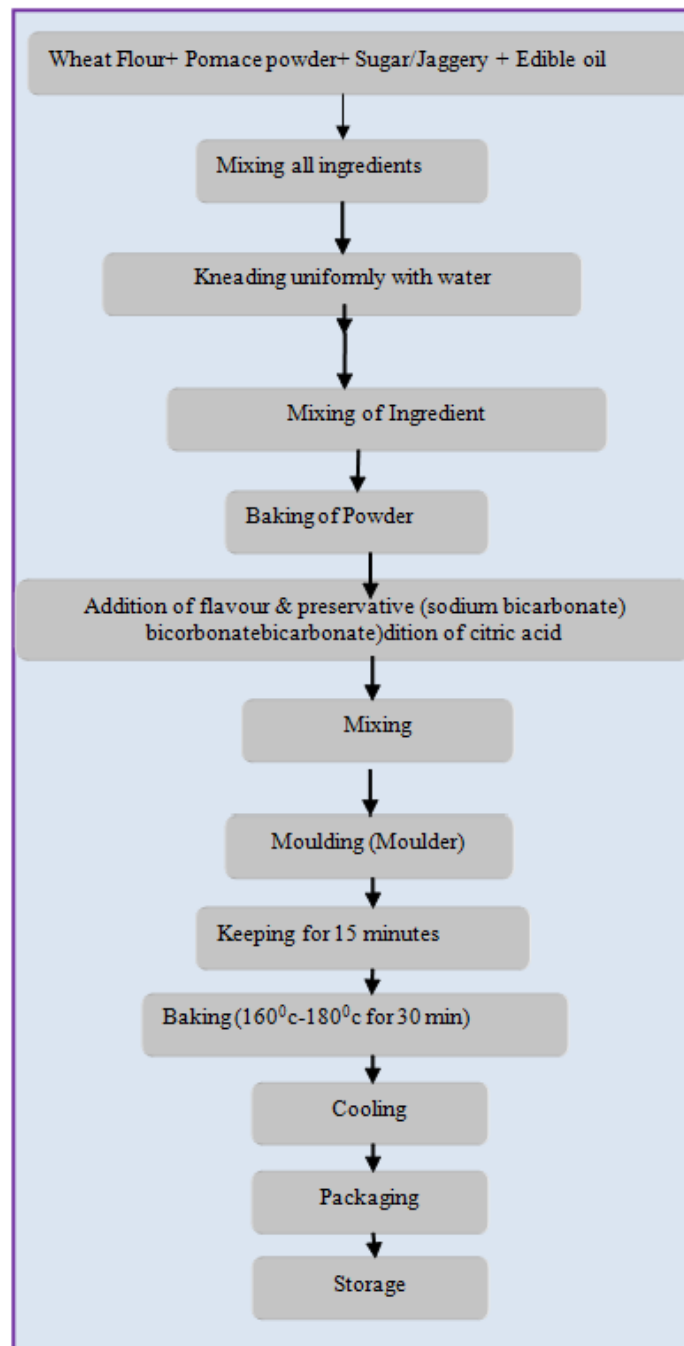 Wheat Flour+ Pomace powder+ Sugar/Jaggery + Edible oil
Mixing all ingredients
Kneading uniformly with water
Mixing of Ingredient
Baking of Powder
Addition of flavour & preservative (sodium bicarbonate)
bicorbonatebicarbonate)dition of citric acid
Mixing
Moulding (Moulder)
Keeping for 15 minutes
Baking (160⁰c-180⁰c for 30 min)
Cooling
Packaging
Storage